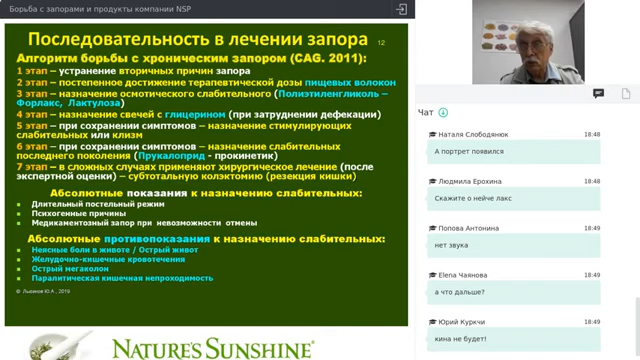 Борьба с запорами и продукты компании NSP
Последовательность в лечении запора 12
Алгоритм борьбы с хроническим запором (CAG. 2011):
1 этап – устранение вторичных причин запора
2 этап – постепенное достижение терапевтической дозы пищевых волокон
3 этап – назначение осмотического слабительного (Полиэтиленгликоль –
Форлакс, Лактулоза)
4 этап – назначение свечей с глицерином (при затруднении дефекации)
5 этап – при сохранении симптомов – назначение стимулирующих
слабительных или клизм
6 этап – при сохранении симптомов – назначение слабительных
последнего поколения (Прукалоприд - прокинетик)
7 этап – в сложных случаях применяют хирургическое лечение (после
экспертной оценки) – субтотальную колэктомию (резекция кишки)
Абсолютные показания к назначению слабительных:
Длительный постельный режим
Психогенные причины
Медикаментозный запор при невозможности отмены
Абсолютные противопоказания к назначению слабительных:
Неясные боли в животе / Острый живот
Желудочно-кишечные кровотечения
Острый мегаколон
Паралитическая кишечная непроходимость
© Лысиков Ю.А., 2019
NATURE'S SUNSHINE®
Чат
Наталя Слободянюк 18:48
А портрет появился
Людмила Ерохина 18:48
Скажите о нейче лакс
Попова Антонина 18:49
нет звука
Elena Чаянова 18:49
а что дальше?
Юрий Куркчи 18:49
кина не будет!